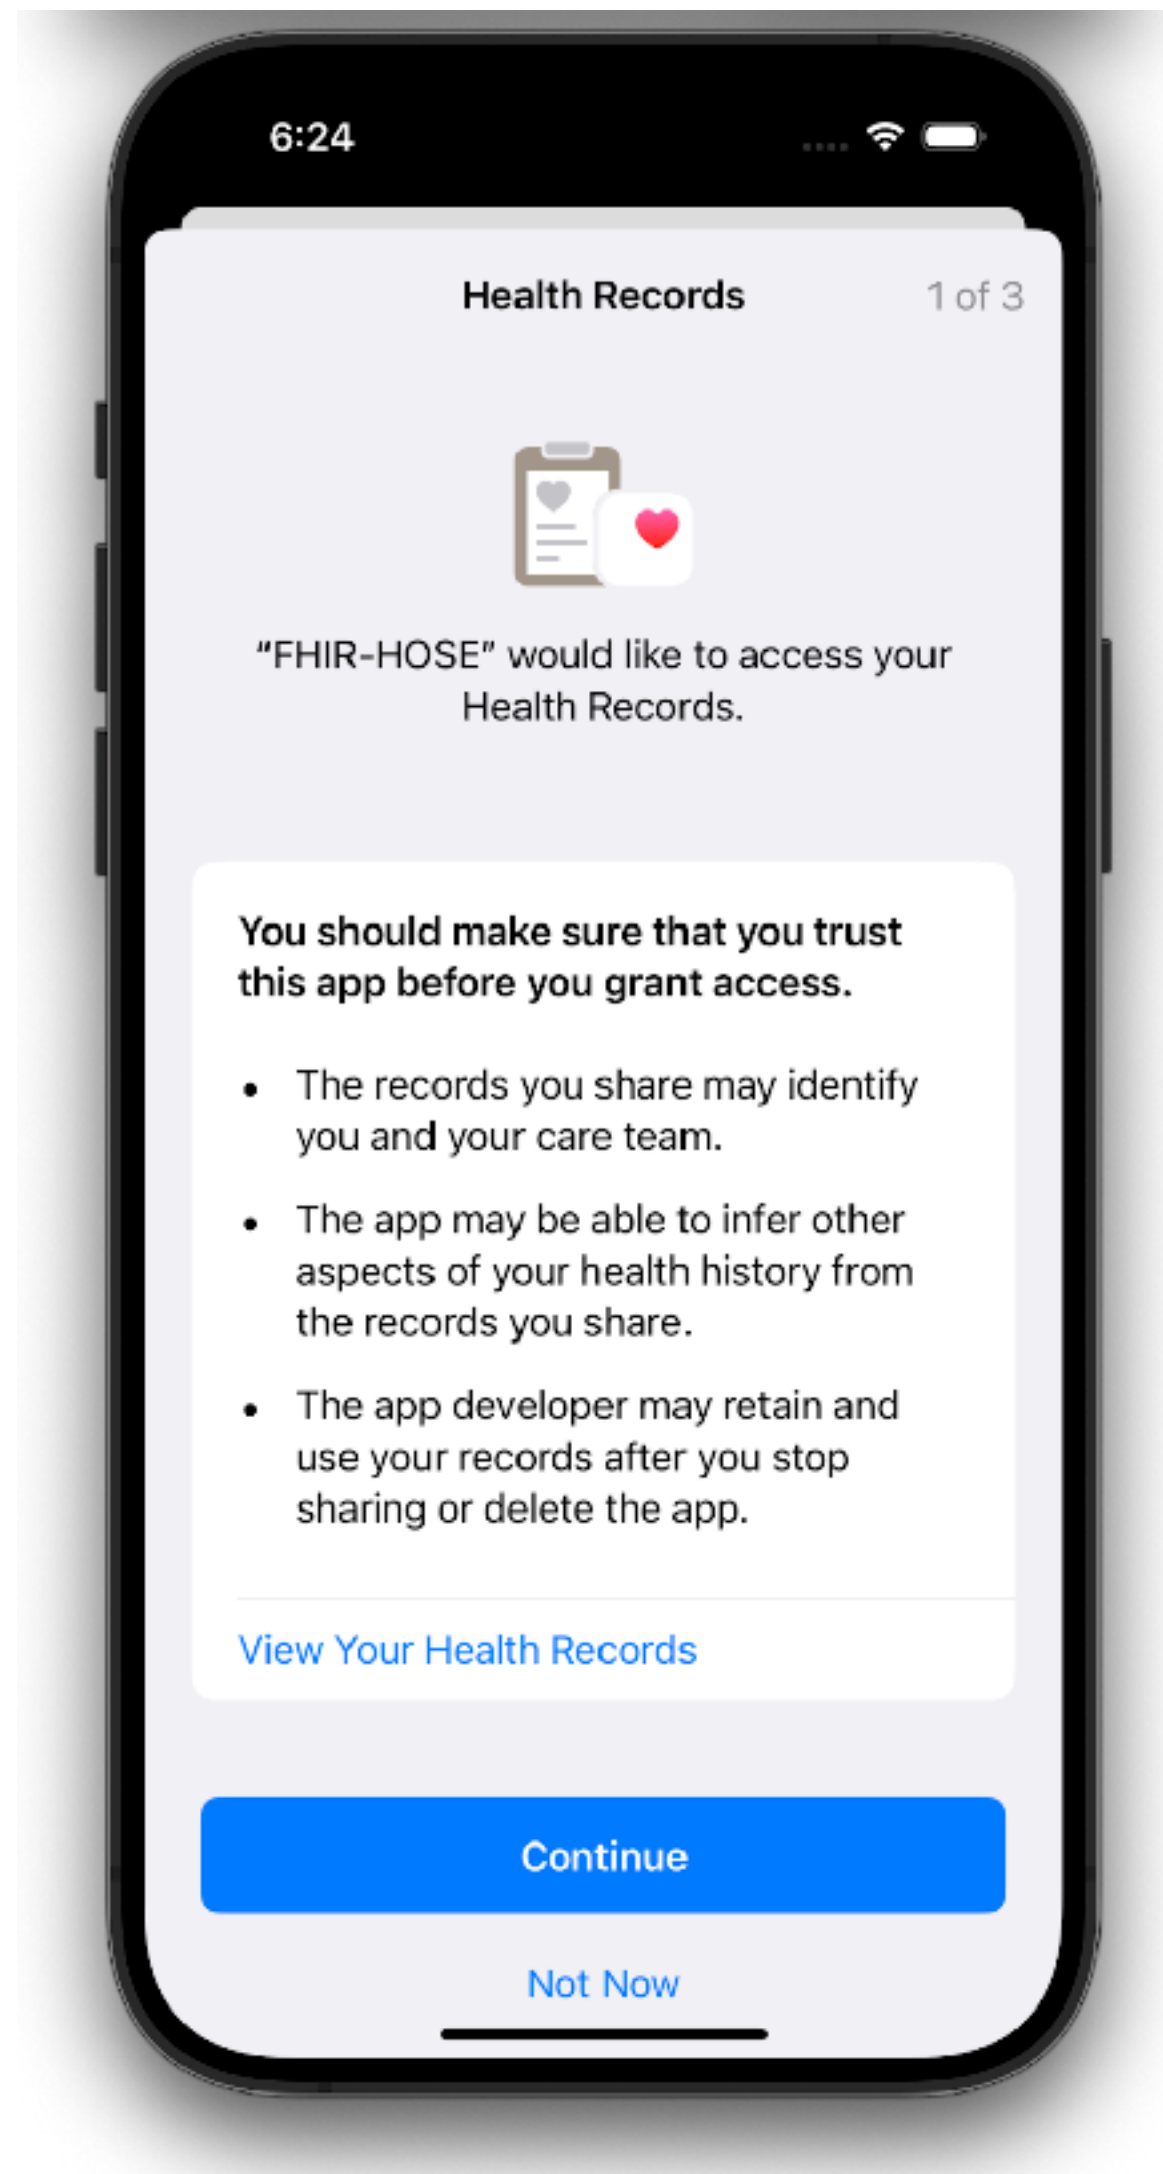 6:24
Health Records
1 of 3
“FHIR-HOSE” would like to access your
Health Records.
You should make sure that you trust
this app before you grant access.
• The records you share may identify
you and your care team.
• The app may be able to infer other
aspects of your health history from
the records you share.
• The app developer may retain and
use your records after you stop
sharing or delete the app.
View Your Health Records
Continue
Not Now